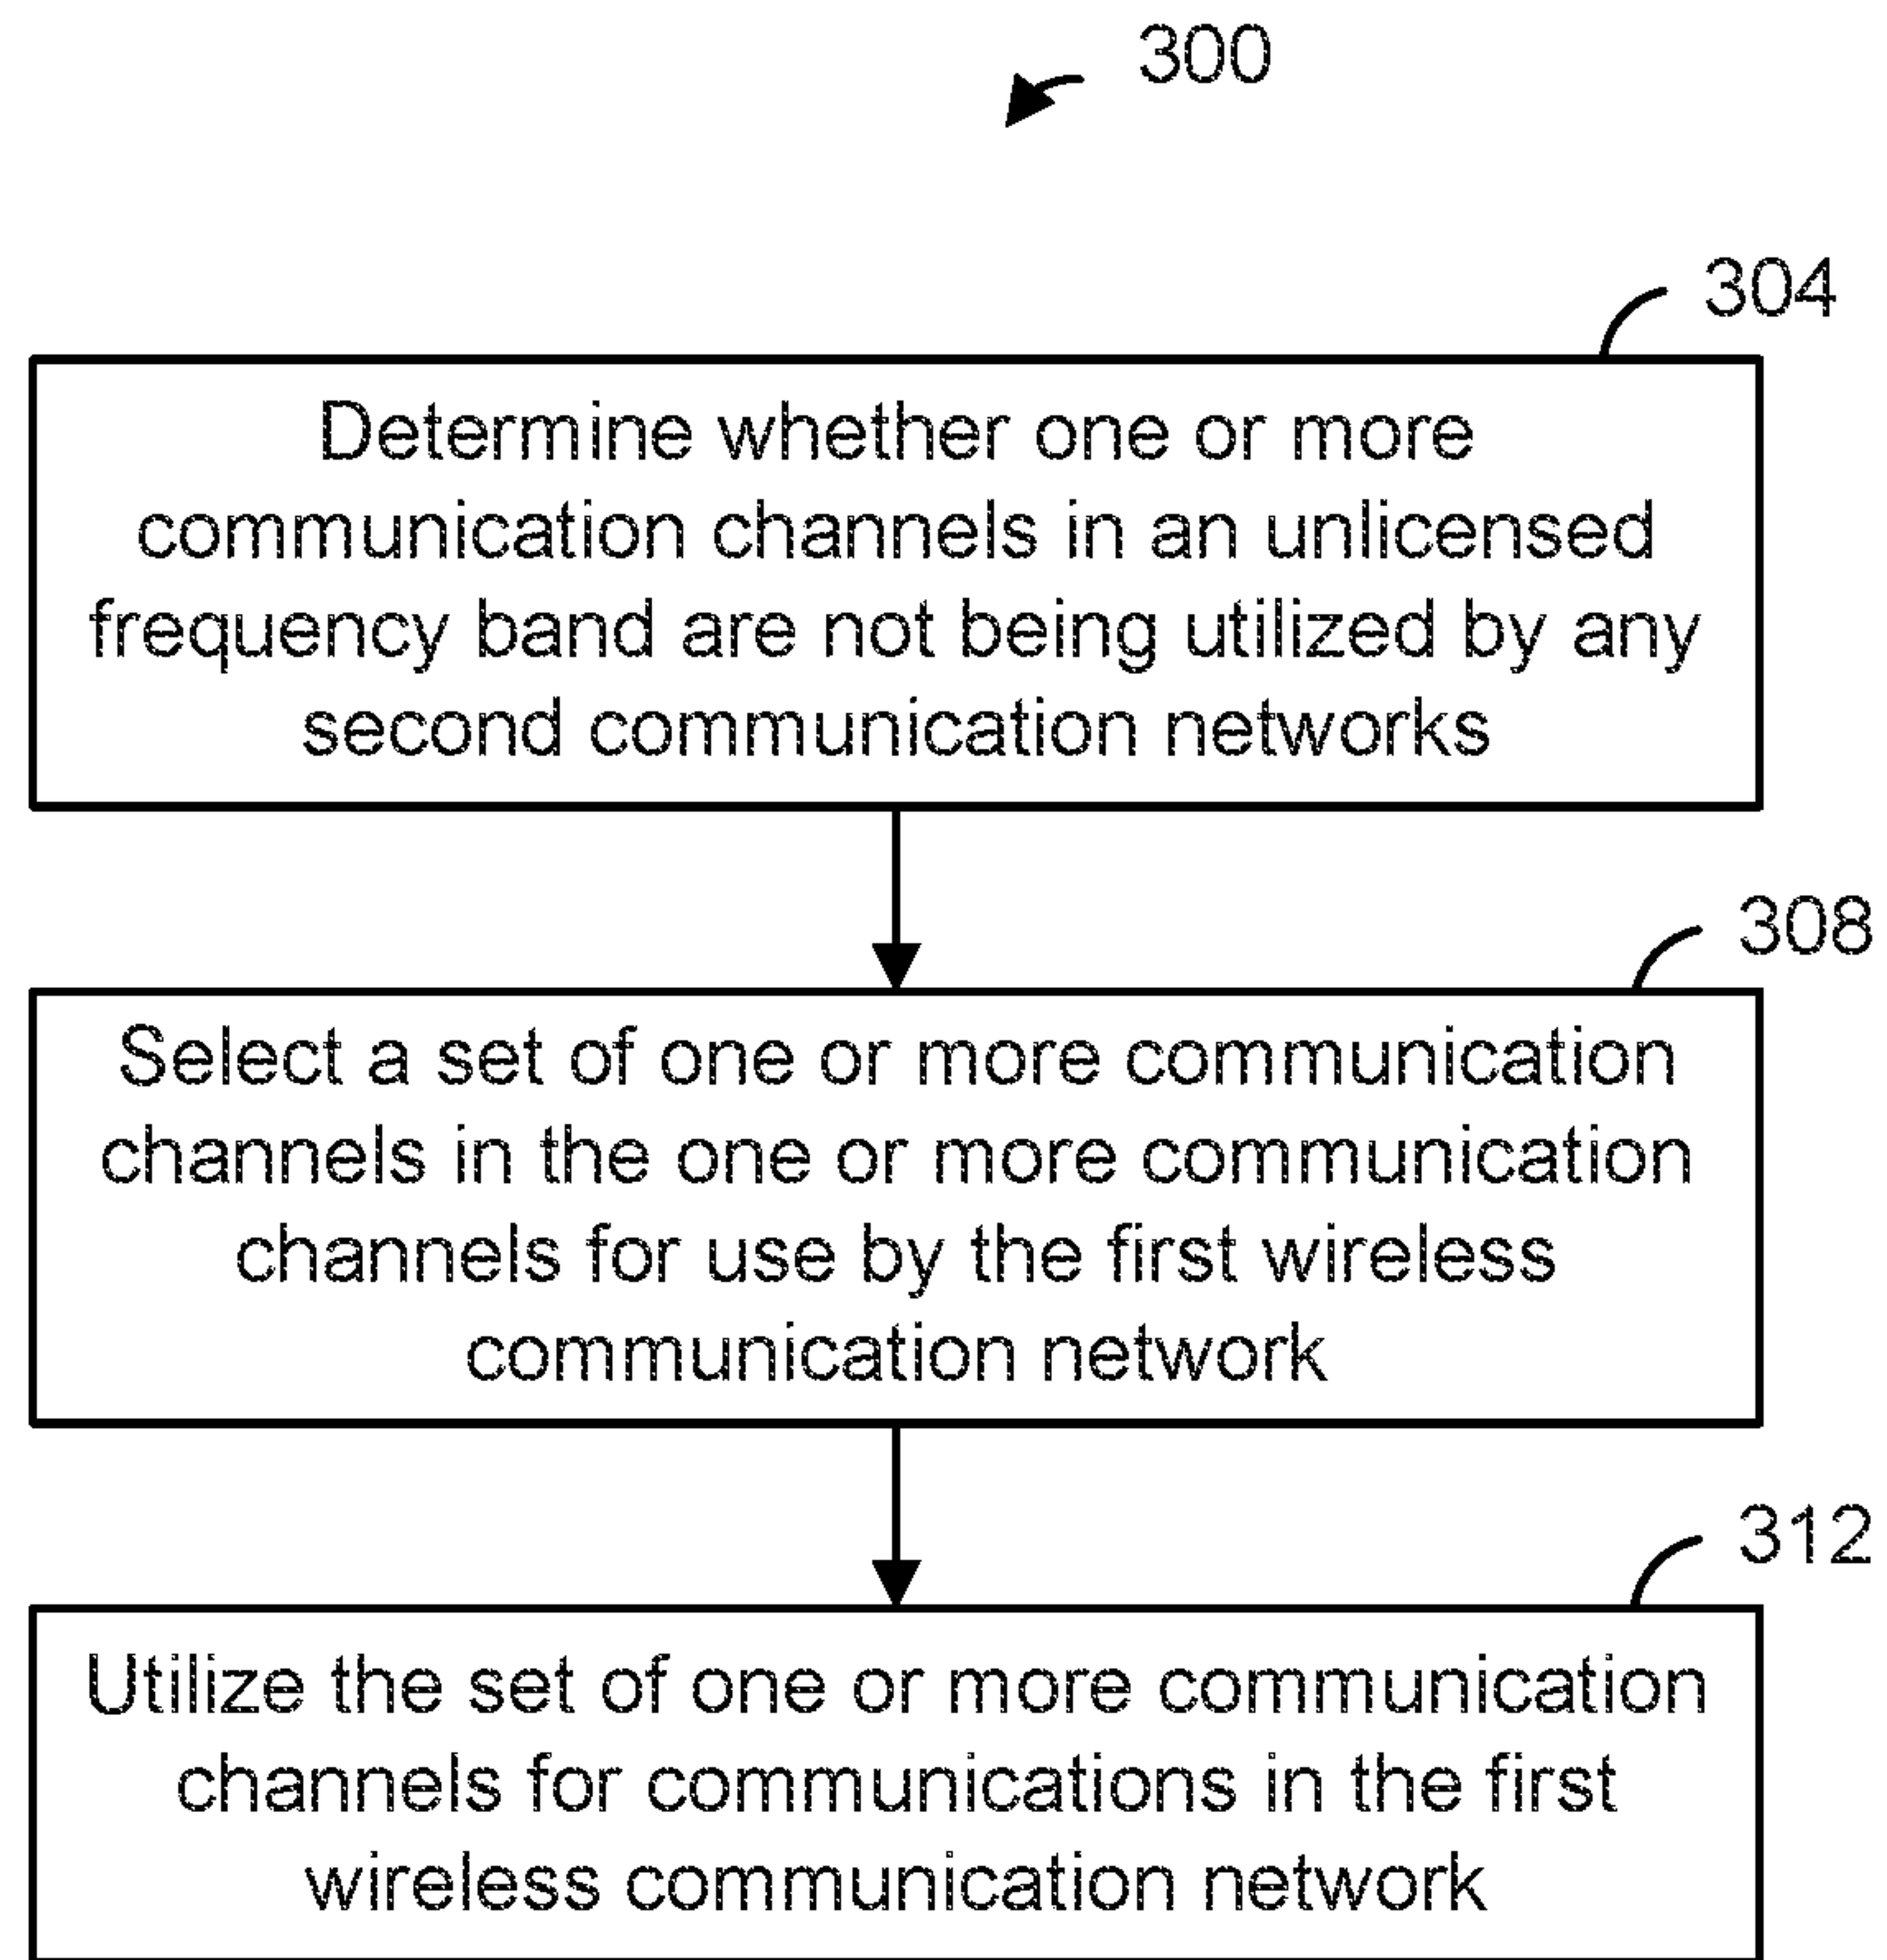 300
304
Determine whether one or more
communication channels in an unlicensed
frequency band are not being utilized by any
second communication networks
308
Select a set of one or more communication
channels in the one or more communication
channels for use by the first wireless
communication network
312
Utilize the set of one or more communication
channels for communications in the first
wireless communication network